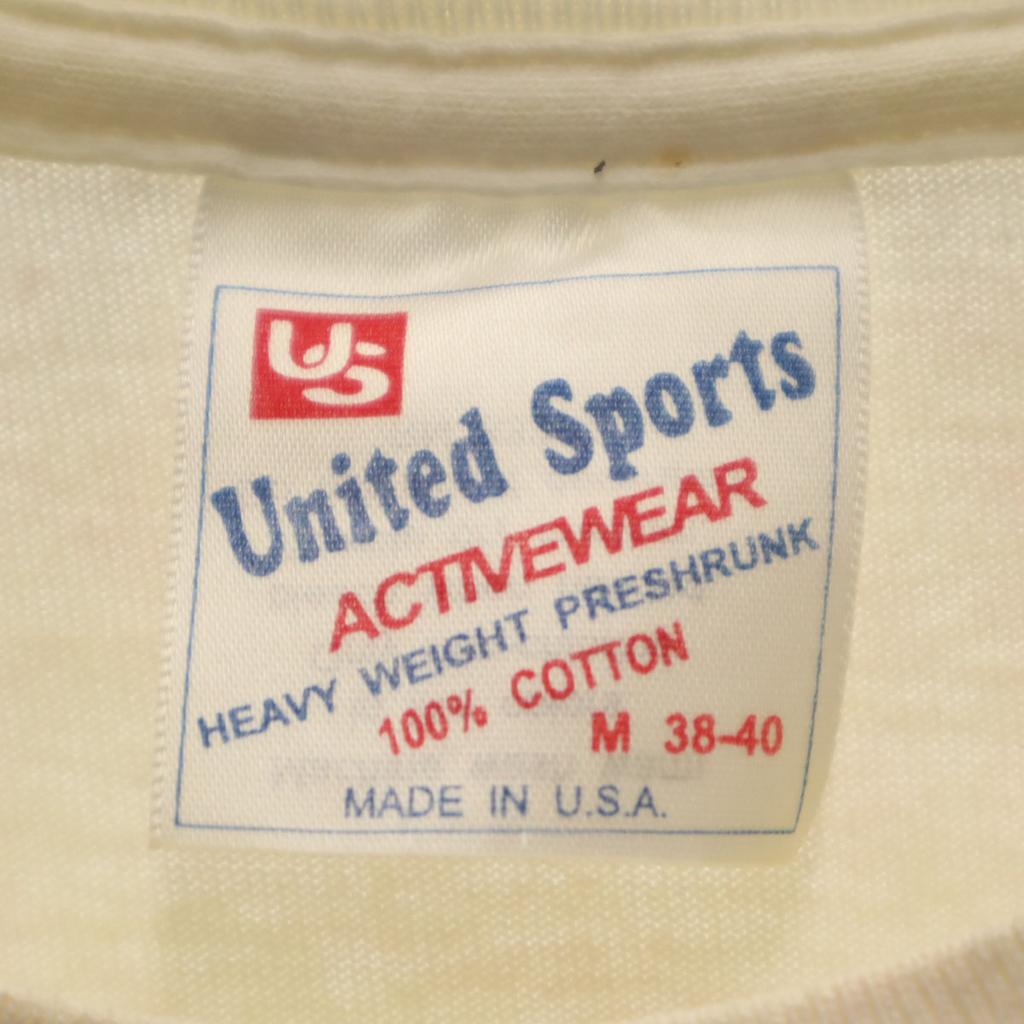 US
United Sports
ACTIVEWEAR
HEAVY WEIGHT PRESHRUNK
100% COTTON
M 38-40
MADE IN U.S.A.